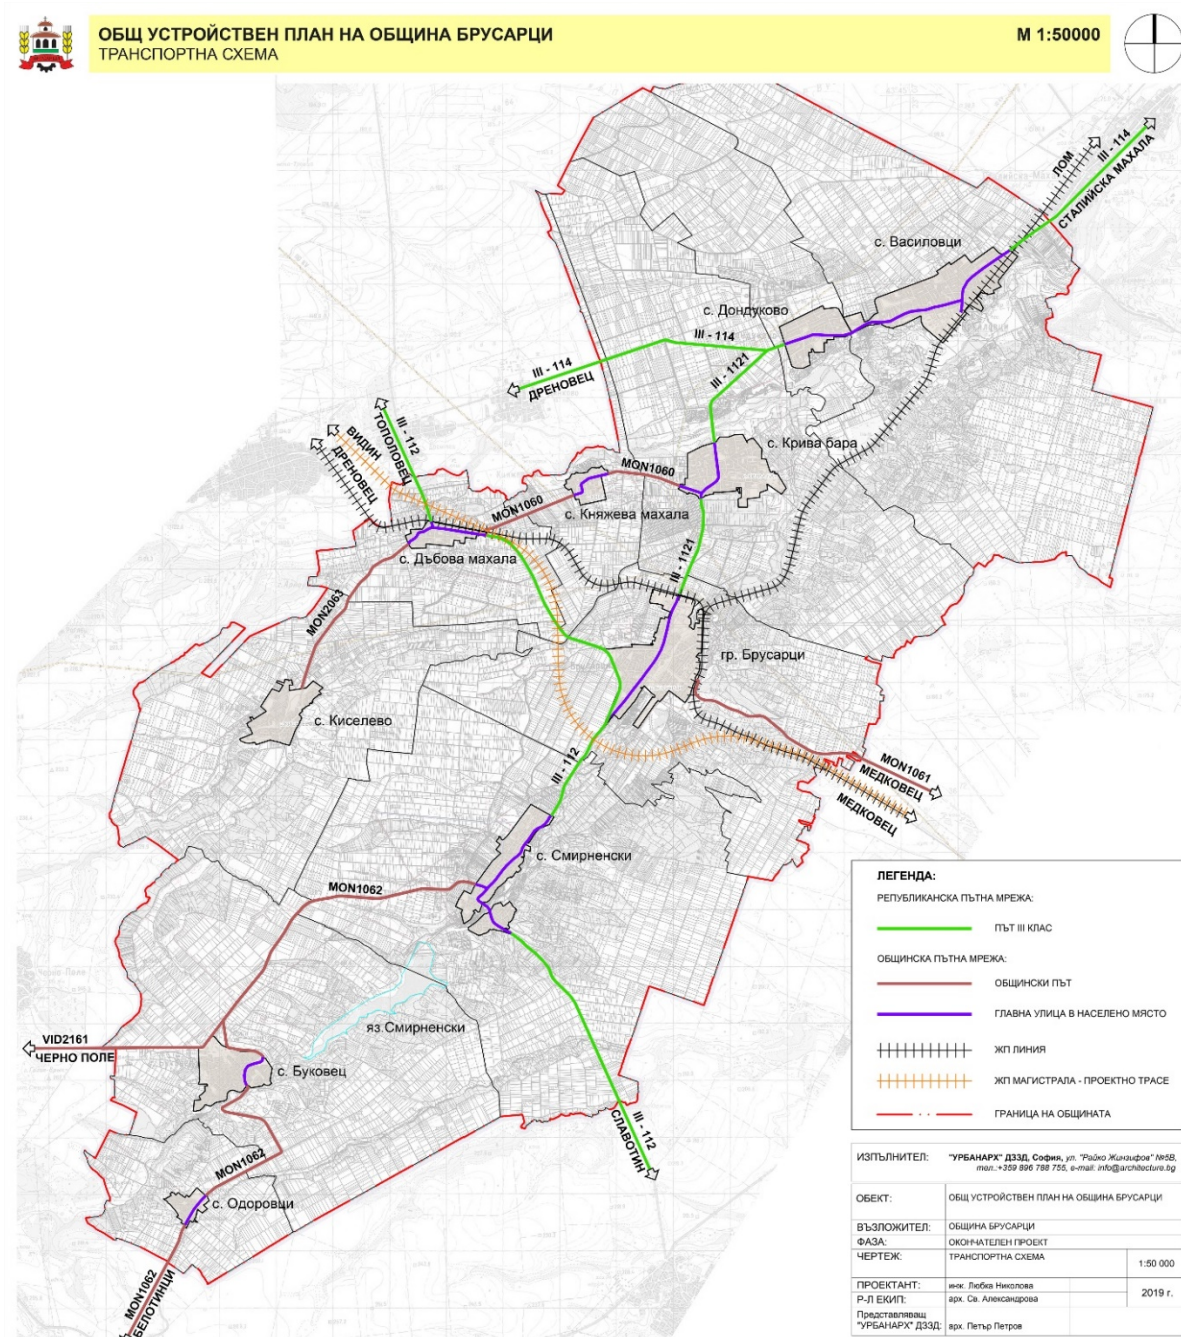 ОБЩ УСТРОЙСТВЕН ПЛАН НА ОБЩИНА БРУСАРЦИ
ТРАНСПОРТНА СХЕМА
М 1:50000
ЛОМ
III - 114
СТАЛИЙСКА МАХАЛА
с. Василовци
с. Дондуково
III - 114
III - 1121
III - 114
ДРЕНОВЕЦ
III - 112
ТОПОЛОВЕЦ
ВИДИН
ДРЕНОВЕЦ
с. Крива бара
MON1060
MON1060
с. Княжева махала
с. Дъбова махала
III - 1121
MON2063
гр. Брусарци
с. Киселево
III - 112
MON1061
МЕДКОВЕЦ
МЕДКОВЕЦ
с. Смирненски
MON1062
яз.Смирненски
VID2161
ЧЕРНО ПОЛЕ
с. Буковец
III - 112
СЛАВОТИН
MON1062
с. Одоровци
MON1062
БЕЛОТИНЦИ
ЛЕГЕНДА:
РЕПУБЛИКАНСКА ПЪТНА МРЕЖА:
ПЪТ III КЛАС
ОБЩИНСКА ПЪТНА МРЕЖА:
ОБЩИНСКИ ПЪТ
ГЛАВНА УЛИЦА В НАСЕЛЕНО МЯСТО
ЖП ЛИНИЯ
ЖП МАГИСТРАЛА - ПРОЕКТНО ТРАСЕ
ГРАНИЦА НА ОБЩИНАТА
ИЗПЪЛНИТЕЛ: "УРБАНАРХ" ДЗЗД, София, ул. "Райко Жинзифов" №5В,
тел.:+359 896 788 755, e-mail: info@architecture.bg
ОБЕКТ: ОБЩ УСТРОЙСТВЕН ПЛАН НА ОБЩИНА БРУСАРЦИ
ВЪЗЛОЖИТЕЛ: ОБЩИНА БРУСАРЦИ
ФАЗА: ОКОНЧАТЕЛЕН ПРОЕКТ
ЧЕРТЕЖ: ТРАНСПОРТНА СХЕМА 1:50 000
ПРОЕКТАНТ: инж. Любка Николова
Р-Л ЕКИП: арх. Св. Александрова 2019 г.
Представляващ
"УРБАНАРХ" ДЗЗД: арх. Петър Петров